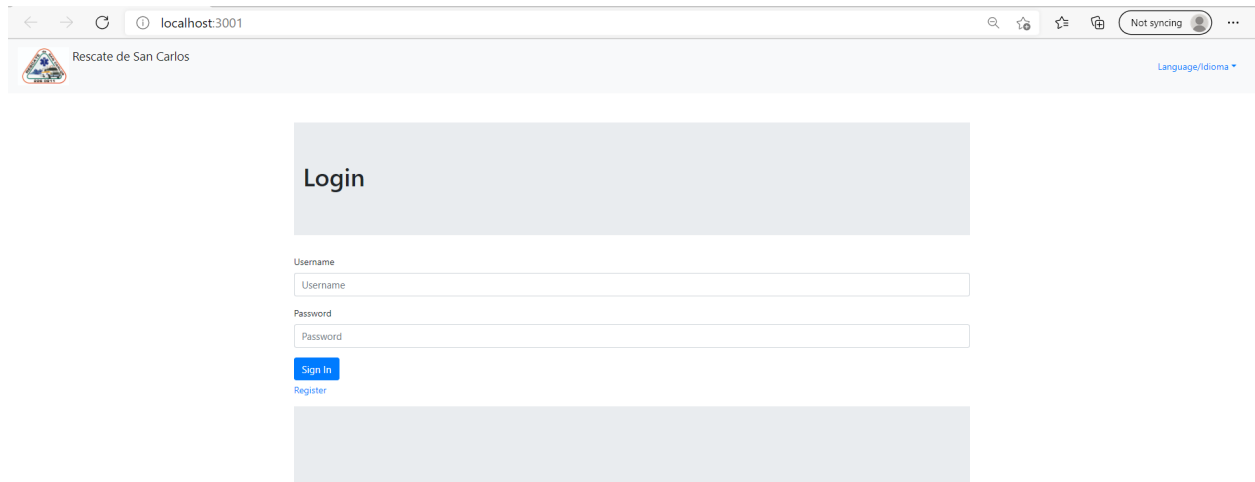 localhost:3001
Not syncing
Rescate de San Carlos
Language/Idioma
Login
Username
Username
Password
Password
Sign In
Register